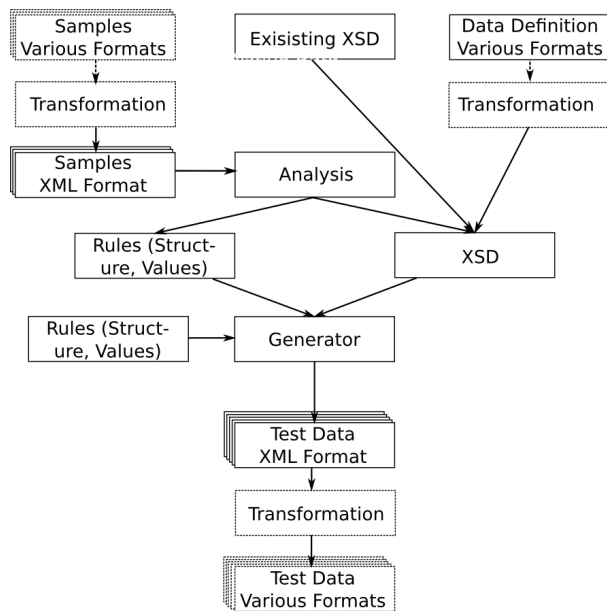 Samples
Various Formats
Exisisting XSD
Data Definition
Various Formats
Transformation
Transformation
Samples
XML Format
Analysis
Rules (Struct-
ure, Values)
XSD
Rules (Struct-
ure, Values)
Generator
Test Data
XML Format
Transformation
Test Data
Various Formats